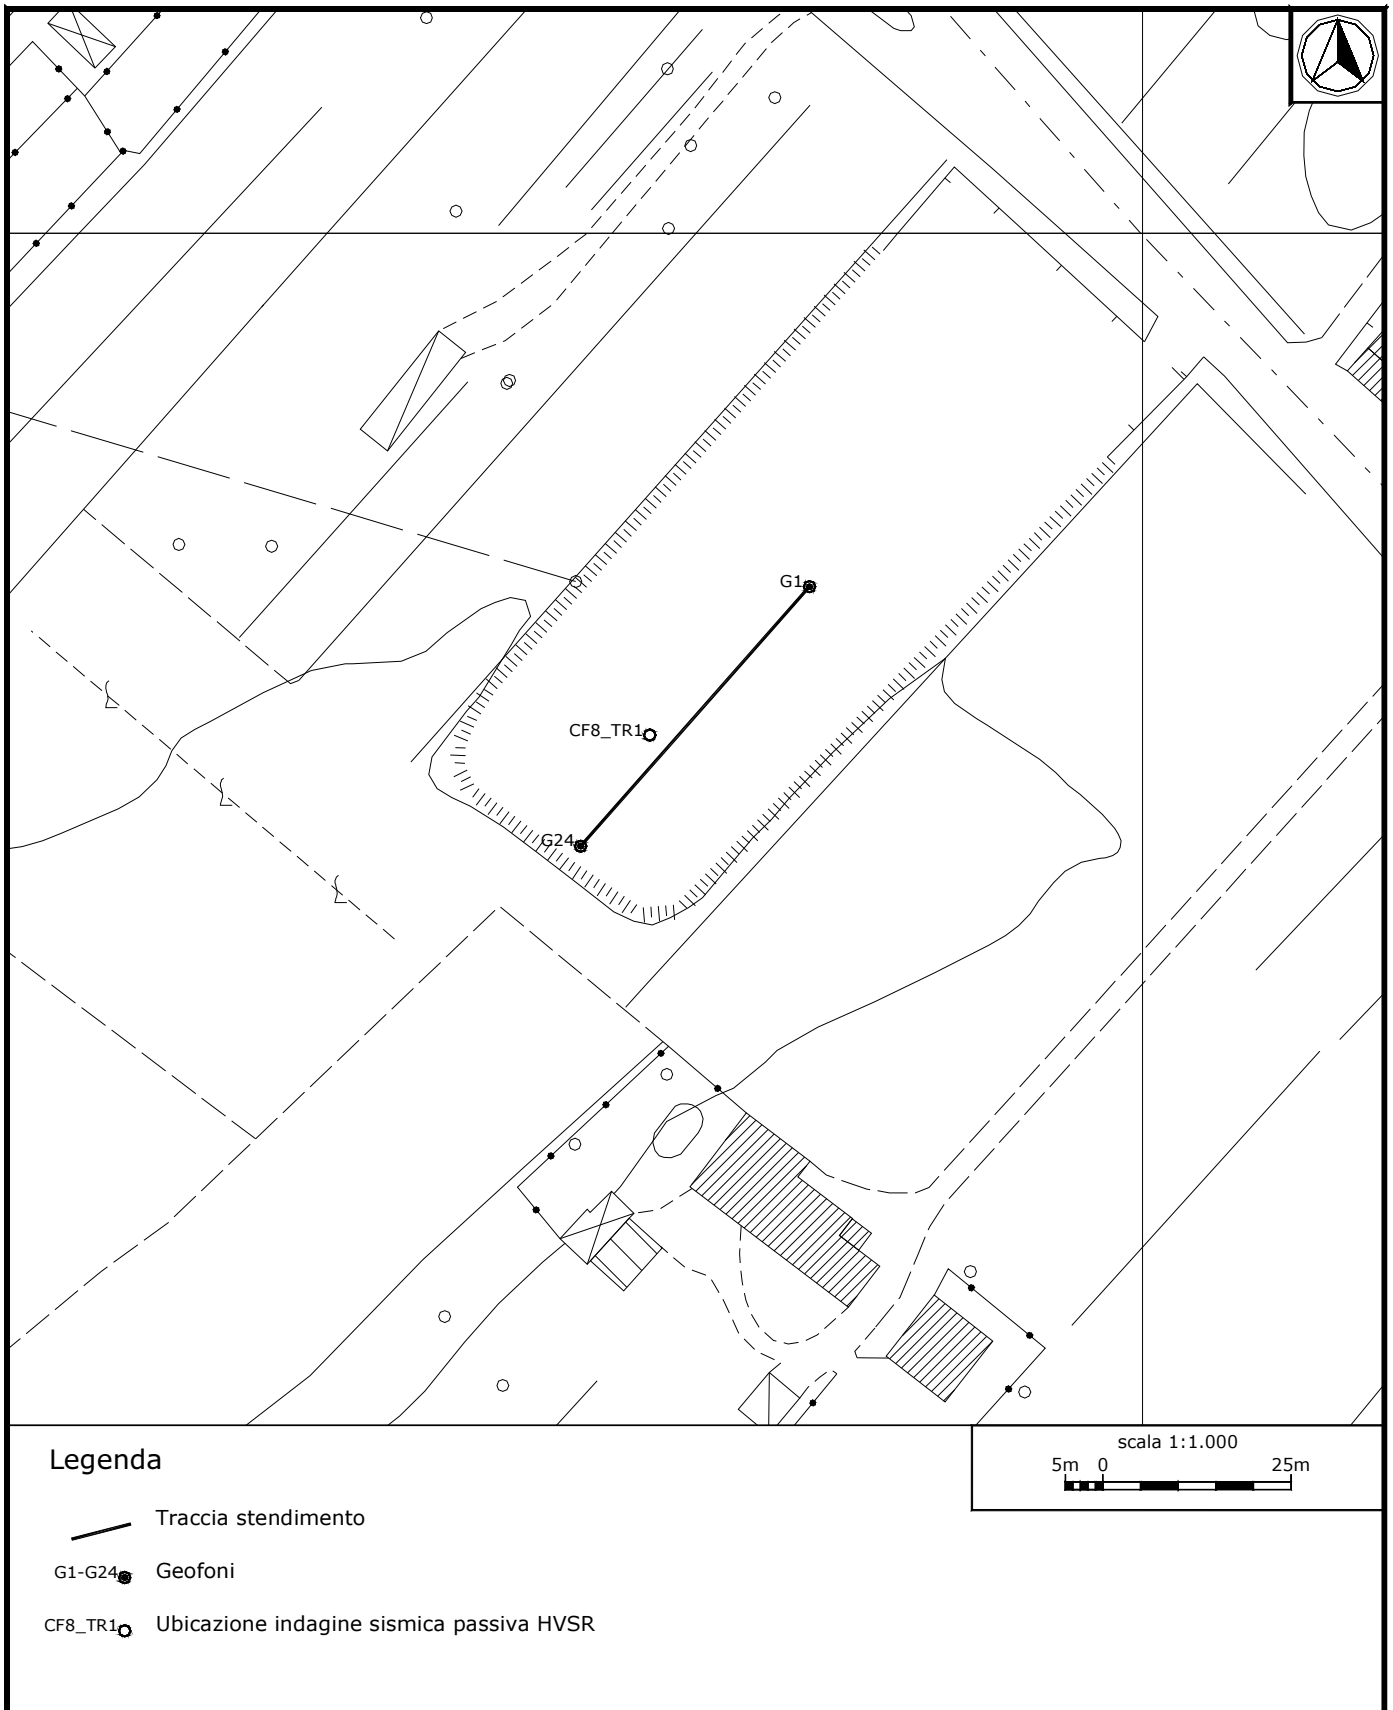 G1
CF8_TR1
G24
Legenda
scala 1:1.000
5m 0 25m
Traccia stendimento
G1-G24 Geofoni
CF8_TR1 Ubicazione indagine sismica passiva HVSR